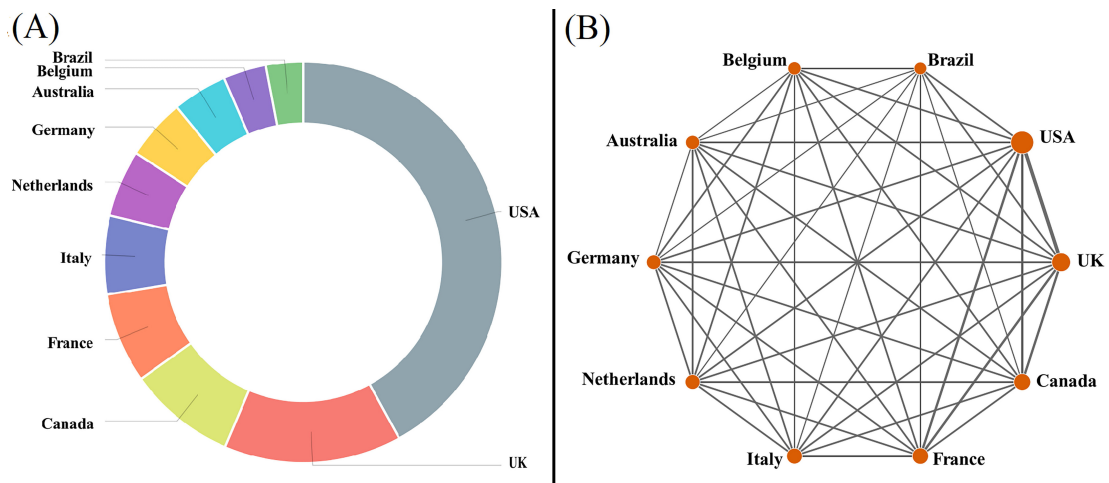 (A)
Brazil
Belgium
Australia
Germany
Netherlands
USA
Italy
France
Canada
UK
(B)
Belgium
Brazil
Australia
USA
Germany
UK
Netherlands
Canada
Italy
France